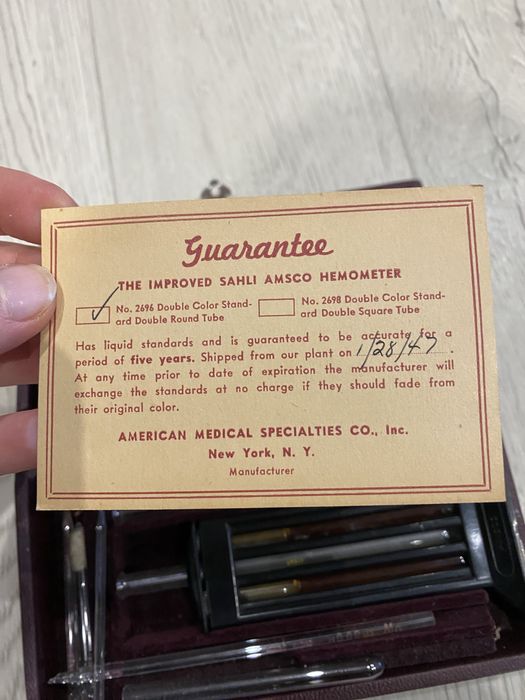 Guarantee
THE IMPROVED SAHLI AMSCO HEMOMETER
✓ No. 2696 Double Color Stand-
ard Double Round Tube
No. 2698 Double Color Stand-
ard Double Square Tube
Has liquid standards and is guaranteed to be accurate for a
period of five years. Shipped from our plant on 1/28/47.
At any time prior to date of expiration the manufacturer will
exchange the standards at no charge if they should fade from
their original color.
AMERICAN MEDICAL SPECIALTIES CO., Inc.
New York, N. Y.
Manufacturer